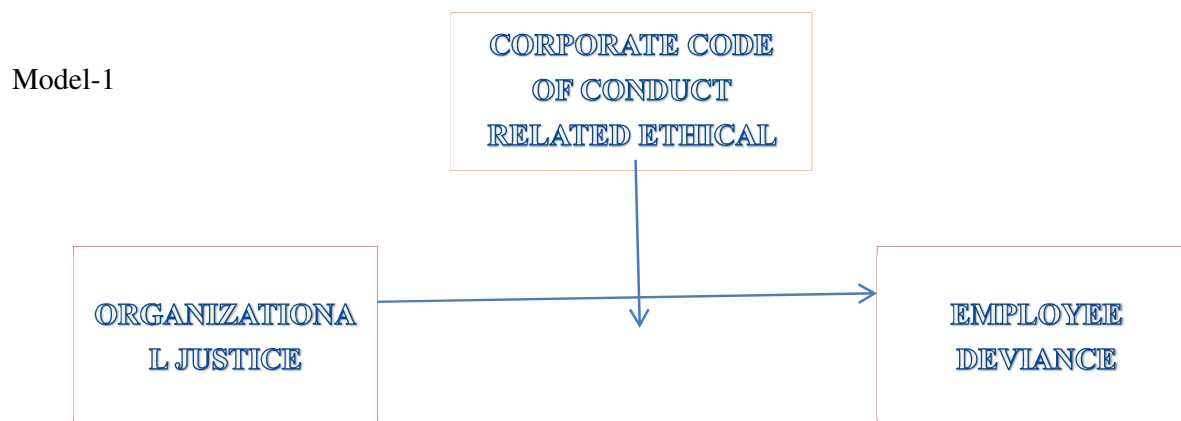 Model-1
CORPORATE CODE
OF CONDUCT
RELATED ETHICAL
ORGANIZATIONA
L JUSTICE
EMPLOYEE
DEVIANCE